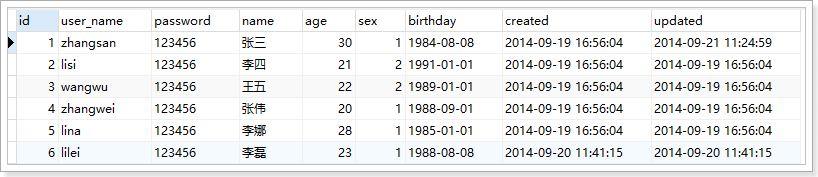 id user_name password name age sex birthday created updated
1 zhangsan 123456 张三 30 1 1984-08-08 2014-09-19 16:56:04 2014-09-21 11:24:59
2 lisi 123456 李四 21 2 1991-01-01 2014-09-19 16:56:04 2014-09-19 16:56:04
3 wangwu 123456 王五 22 2 1989-01-01 2014-09-19 16:56:04 2014-09-19 16:56:04
4 zhangwei 123456 张伟 20 1 1988-09-01 2014-09-19 16:56:04 2014-09-19 16:56:04
5 lina 123456 李娜 28 1 1985-01-01 2014-09-19 16:56:04 2014-09-19 16:56:04
6 lilei 123456 李磊 23 1 1988-08-08 2014-09-20 11:41:15 2014-09-20 11:41:15